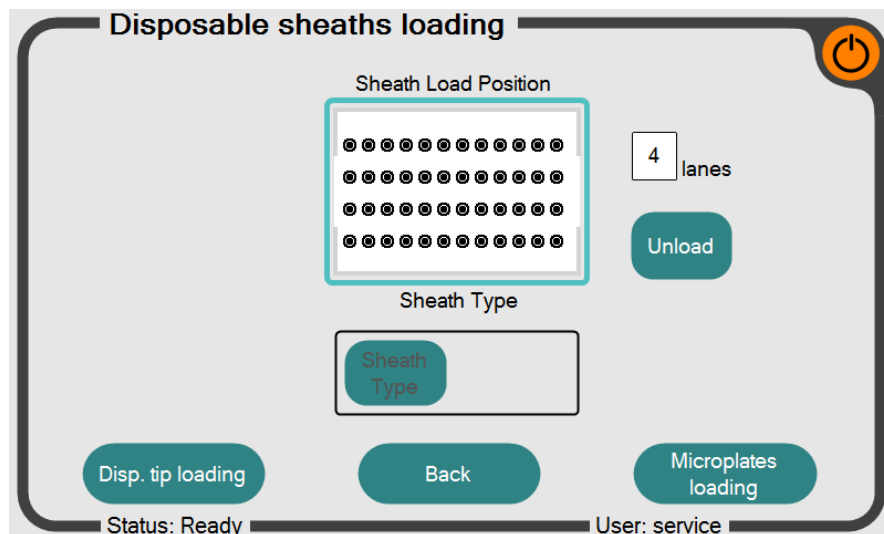 Disposable sheaths loading
Sheath Load Position
4
lanes
Unload
Sheath Type
Sheath
Type
Disp. tip loading
Back
Microplates
loading
Status: Ready
User: service